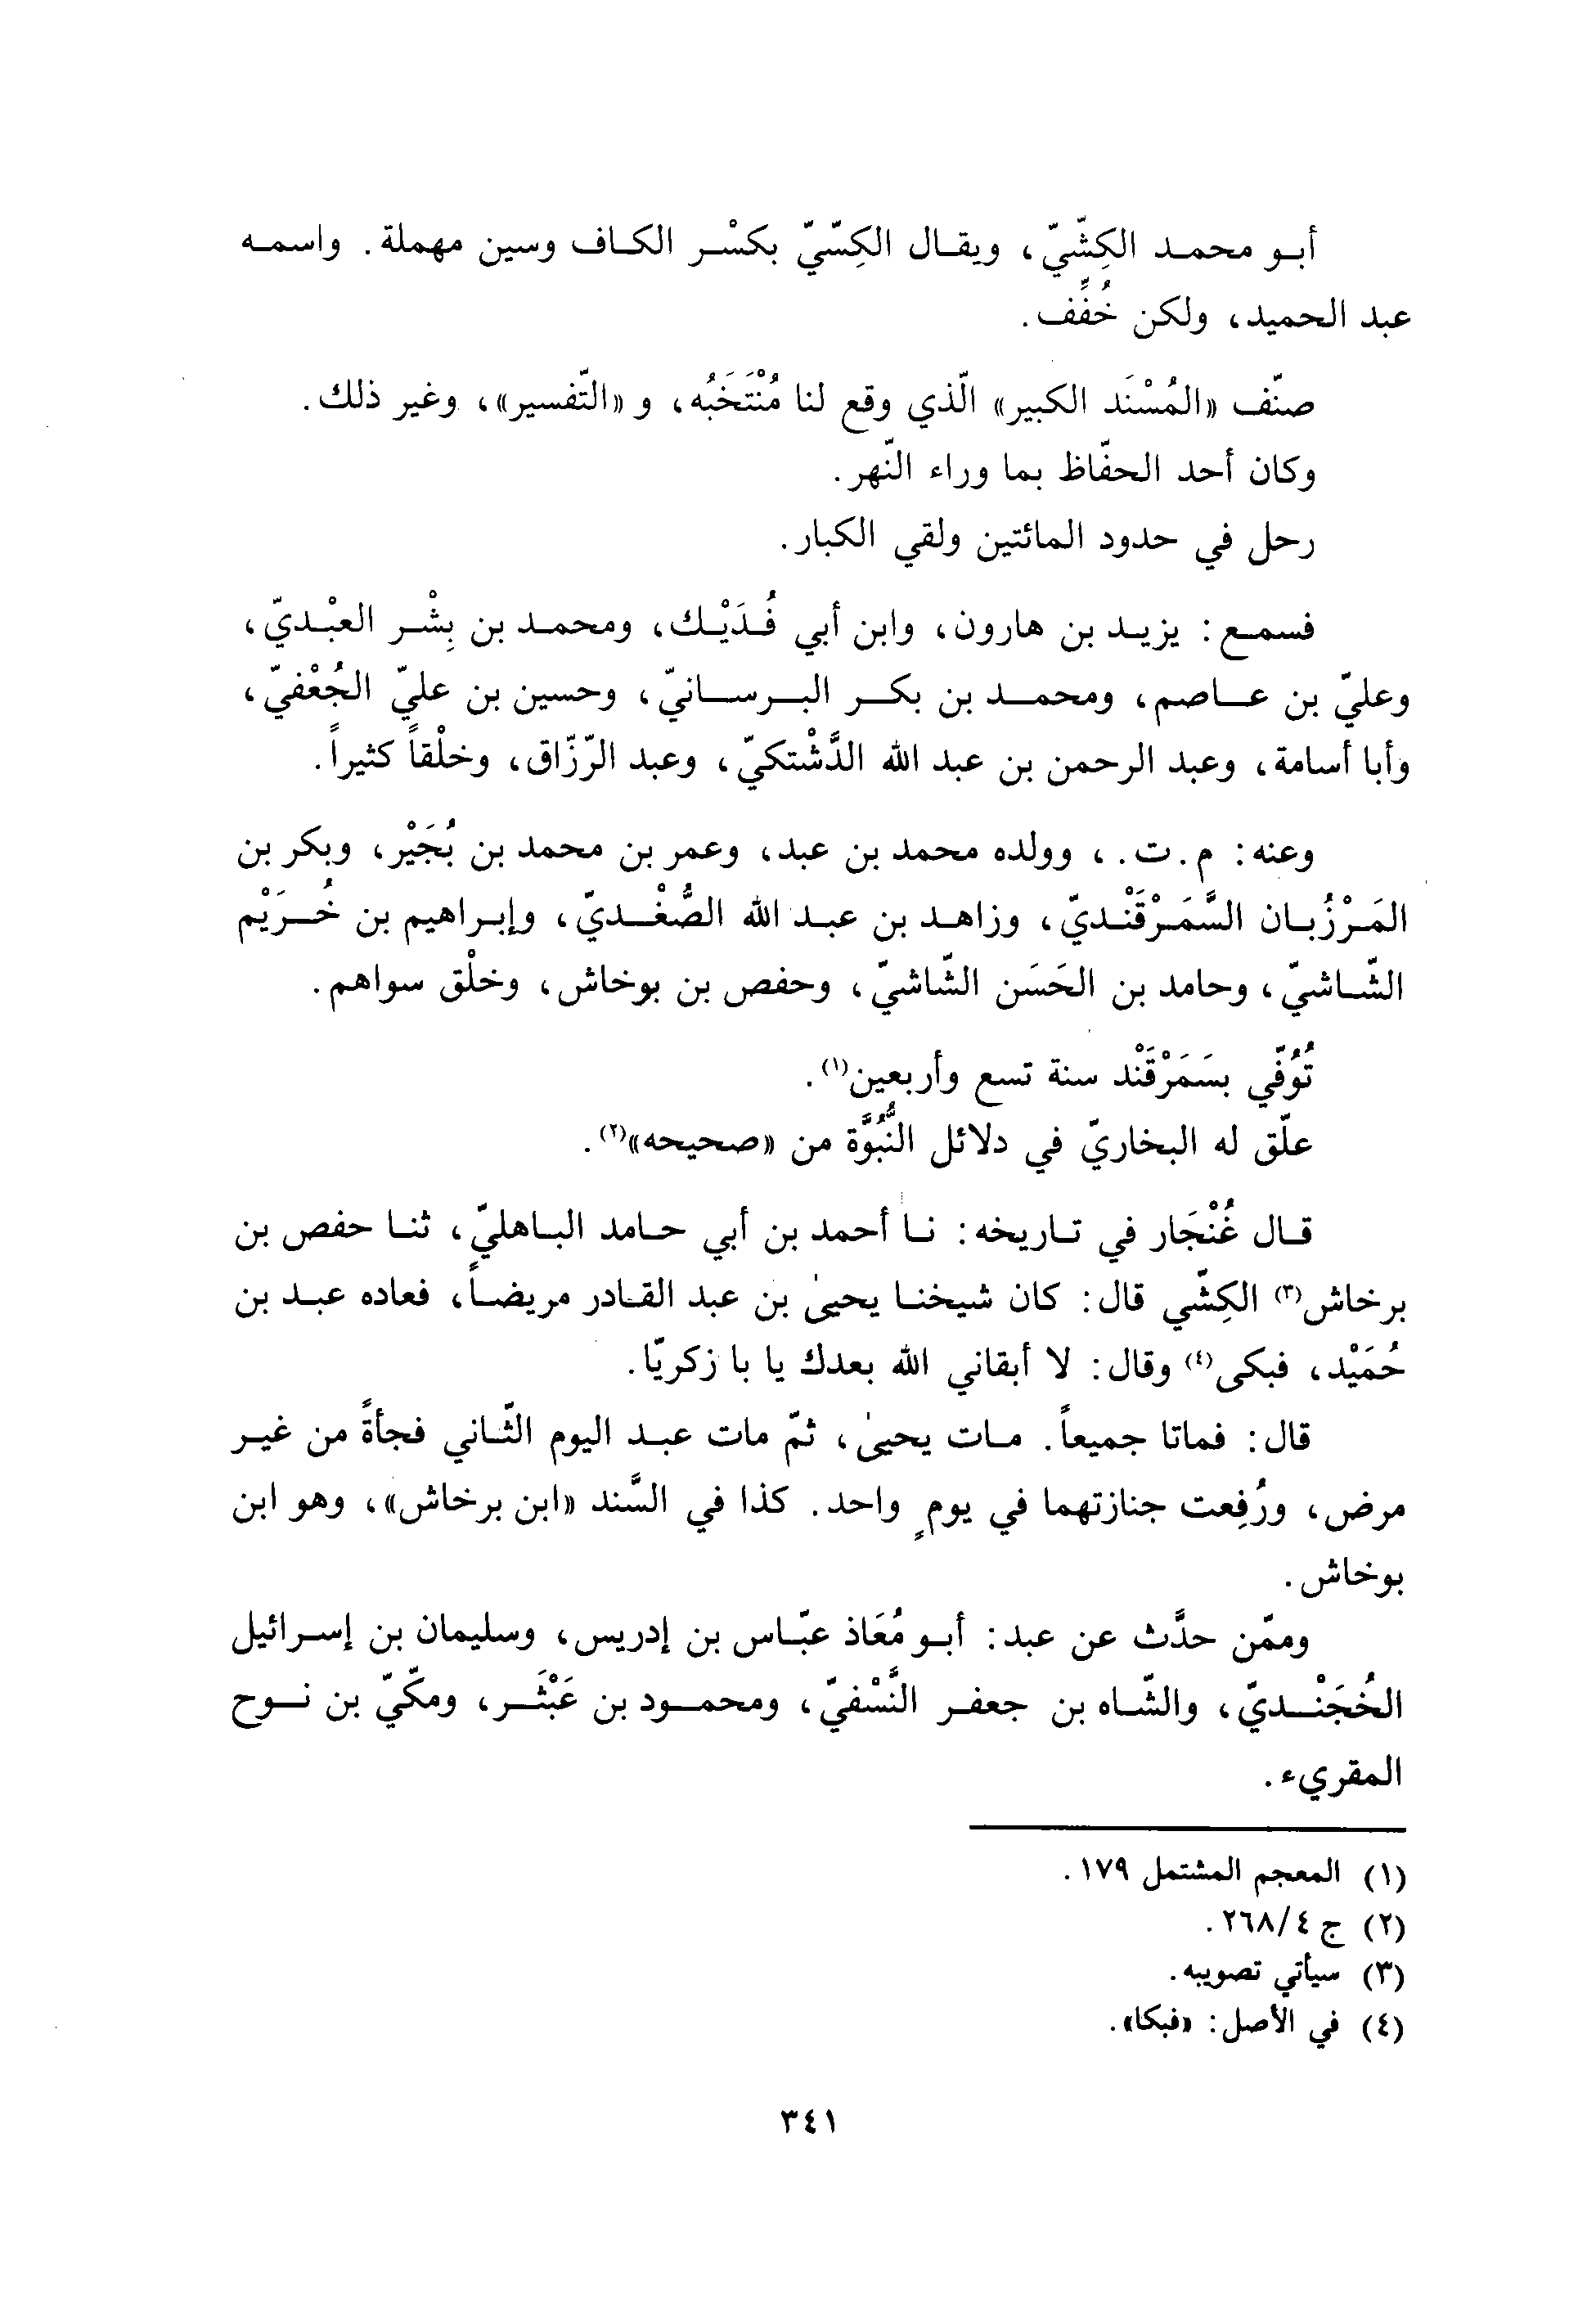 أبو محمد الكِشّيّ، ويقال الكِسّيّ بكسْر الكاف وسين مهملة. واسمه
عبد الحميد، ولكن خُفِّف.
صنّف «المُسْنَد الكبير» الّذي وقع لنا مُنْتَخَبُه، و«التّفسير»، وغير ذلك.
وكان أحد الحفّاظ بما وراء النّهر.
رحل في حدود المائتين ولقي الكبار.
فسمع: يزيد بن هارون، وابن أبي فُدَيْك، ومحمد بن بِشْر العبْديّ،
وعليّ بن عاصم، ومحمد بن بكر البرسانيّ، وحسين بن عليّ الجُعْفيّ،
وأبا أسامة، وعبد الرحمن بن عبد الله الدَّشْتكيّ، وعبد الرّزّاق، وخلْقاً كثيراً.
وعنه: م. ت.، وولده محمد بن عبد، وعمر بن محمد بن بُجَيْر، وبكر بن
المَرْزُبان السَّمَرْقَنْديّ، وزاهد بن عبد الله الصُّغْديّ، وإبراهيم بن خُرَيْم
الشّاشيّ، وحامد بن الحَسَن الشّاشيّ، وحفص بن بوخاش، وخلْق سواهم.
تُوُفّي بسَمَرْقَنْد سنة تسع وأربعين(١).
علّق له البخاريّ في دلائل النُّبُوَّة من «صحيحه»(٢).
قال غُنْجَار في تاريخه: نا أحمد بن أبي حامد الباهليّ، ثنا حفص بن
برخاش(٣) الكِشّي قال: كان شيخنا يحيىٰ بن عبد القادر مريضاً، فعاده عبد بن
حُمَيْد، فبكى(٤) وقال: لا أبقاني الله بعدك يا با زكريّا.
قال: فماتا جميعاً. مات يحيىٰ، ثمّ مات عبد اليوم الثّاني فجأةً من غير
مرض، ورُفِعت جنازتهما في يومٍ واحد. كذا في السَّند «ابن برخاش»، وهو ابن
بوخاش.
وممّن حدَّث عن عبد: أبو مُعَاذ عبّاس بن إدريس، وسليمان بن إسرائيل
الخُجَنْديّ، والشّاه بن جعفر النَّسْفيّ، ومحمود بن عَبْثَر، ومكّيّ بن نوح
المقريء.
(١) المعجم المشتمل ١٧٩.
(٢) ج ٤/٢٦٨.
(٣) سيأتي تصويبه.
(٤) في الأصل: «فبكا».
٣٤١